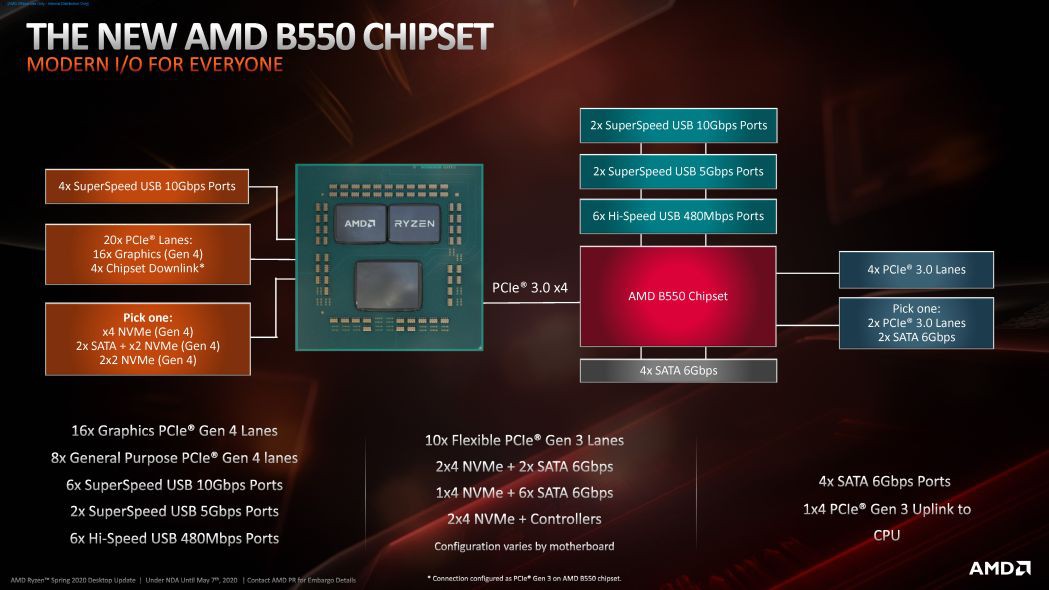 THE NEW AMD B550 CHIPSET
MODERN I/O FOR EVERYONE
4x SuperSpeed USB 10Gbps Ports
20x PCIe® Lanes:
16x Graphics (Gen 4)
4x Chipset Downlink*
Pick one:
x4 NVMe (Gen 4)
2x SATA + x2 NVMe (Gen 4)
2x2 NVMe (Gen 4)
AMD
RYZEN
PCIe® 3.0 x4
2x SuperSpeed USB 10Gbps Ports
2x SuperSpeed USB 5Gbps Ports
6x Hi-Speed USB 480Mbps Ports
AMD B550 Chipset
4x SATA 6Gbps
4x PCIe® 3.0 Lanes
Pick one:
2x PCIe® 3.0 Lanes
2x SATA 6Gbps
16x Graphics PCIe® Gen 4 Lanes
8x General Purpose PCIe® Gen 4 lanes
6x SuperSpeed USB 10Gbps Ports
2x SuperSpeed USB 5Gbps Ports
6x Hi-Speed USB 480Mbps Ports
10x Flexible PCIe® Gen 3 Lanes
2x4 NVMe + 2x SATA 6Gbps
1x4 NVMe + 6x SATA 6Gbps
2x4 NVMe + Controllers
Configuration varies by motherboard
4x SATA 6Gbps Ports
1x4 PCIe® Gen 3 Uplink to
CPU
AMD Ryzen™ Spring 2020 Desktop Update | Under NDA Until May 7th, 2020 | Contact AMD PR for Embargo Details
* Connection configured as PCIe® Gen 3 on AMD B550 chipset.
AMD